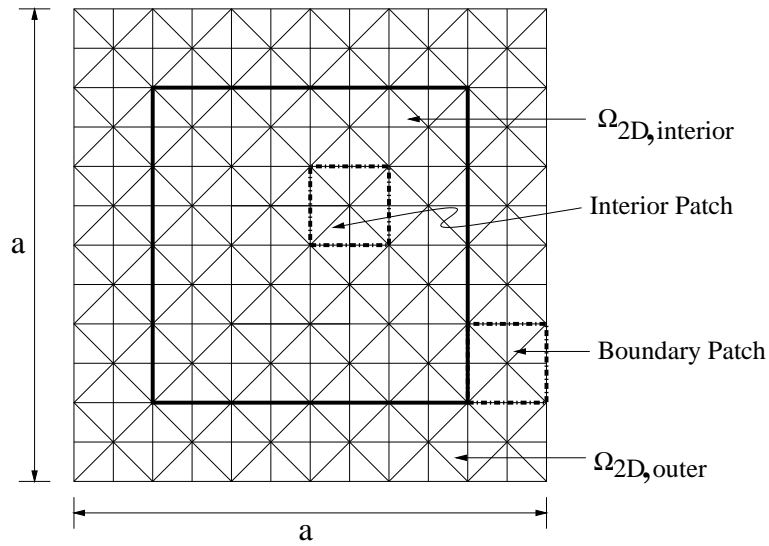 Ω2D,interior
Interior Patch
a
Boundary Patch
Ω2D,outer
a